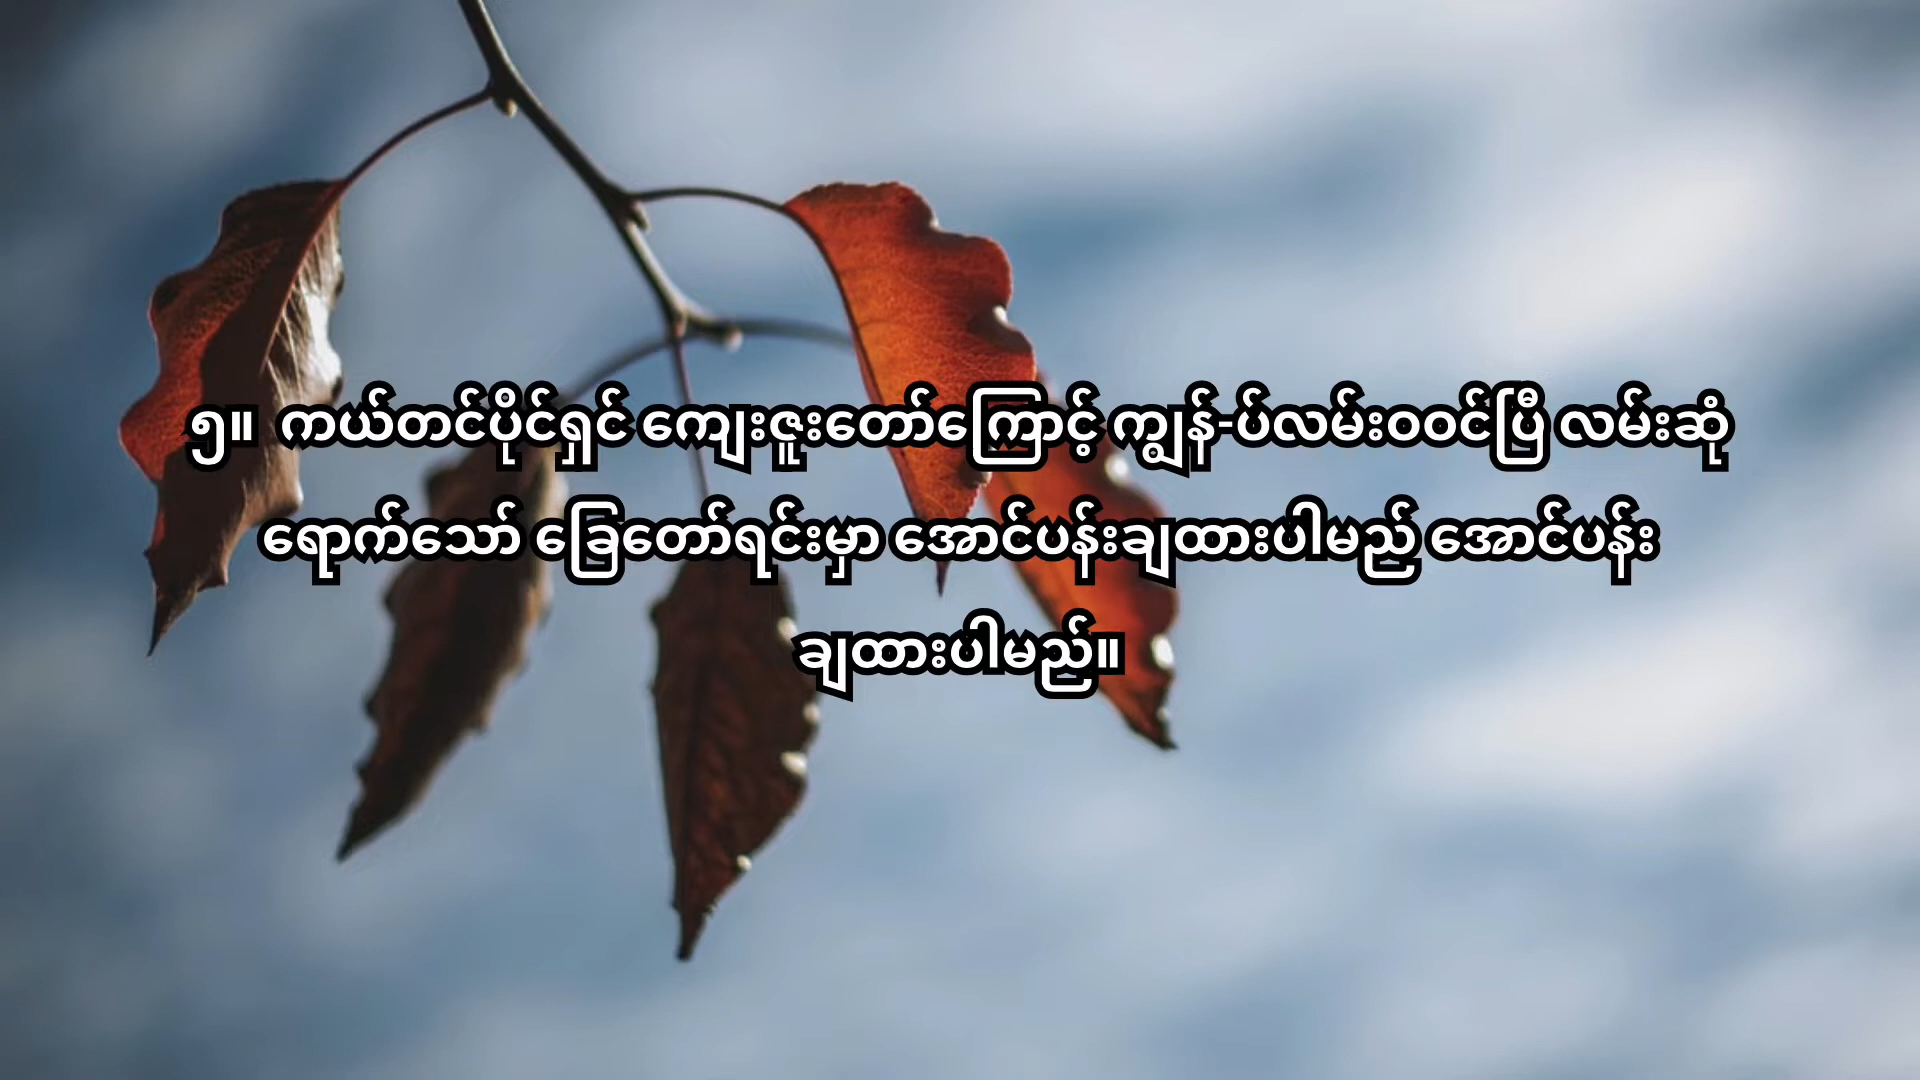 ၅။ ကယ်တင်ပိုင်ရှင် ကျေးဇူးတော်ကြောင့် ကျွန်-ပ်လမ်းဝဝင်ပြီ လမ်းဆုံ
ရောက်သော် ခြေတော်ရင်းမှာ အောင်ပန်းချထားပါမည် အောင်ပန်း
ချထားပါမည်။